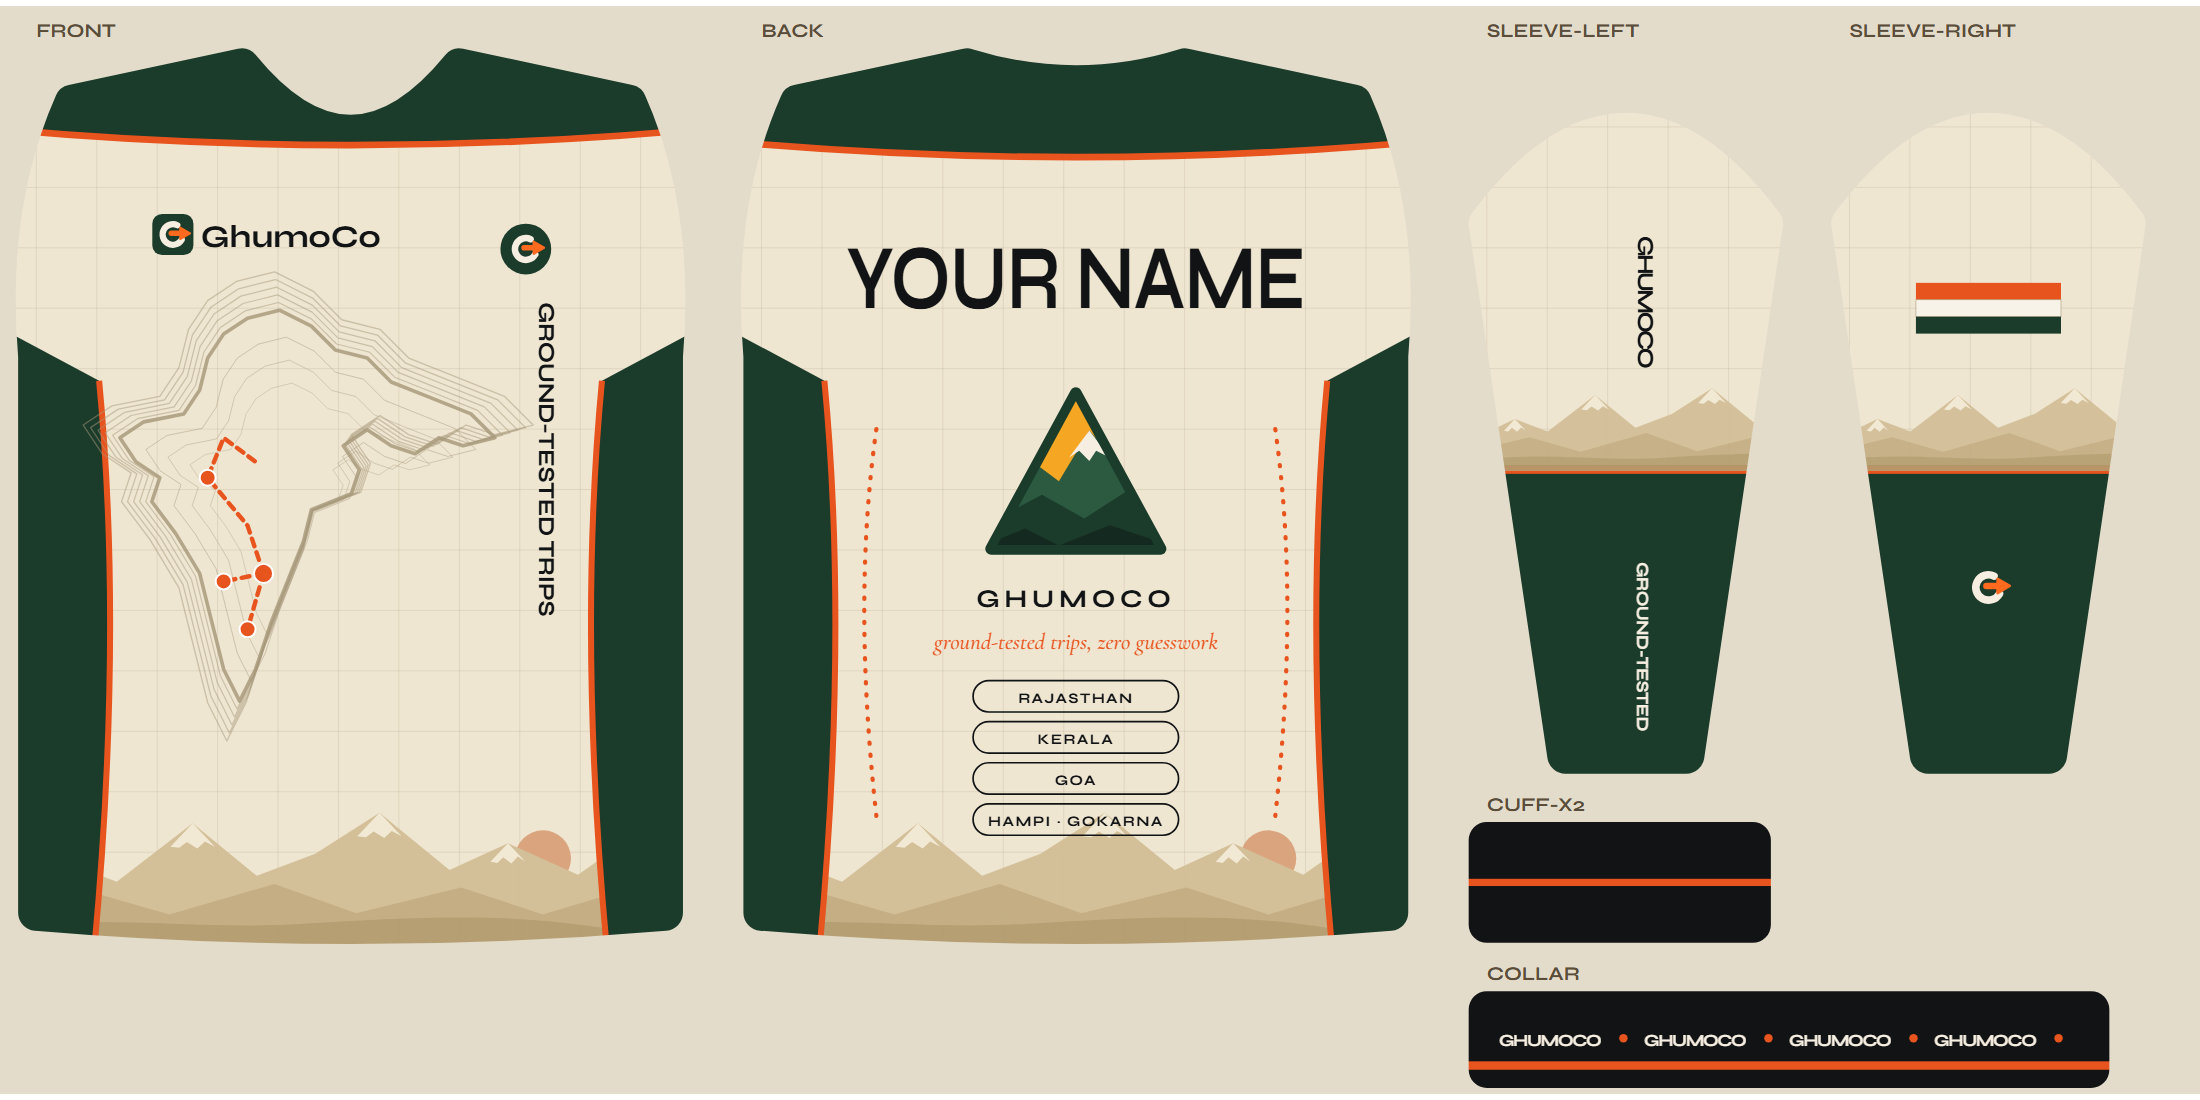 FRONT
BACK
SLEEVE-LEFT
SLEEVE-RIGHT
GhumoCo
GROUND-TESTED TRIPS
YOUR NAME
GHUMOCO
ground-tested trips, zero guesswork
RAJASTHAN
KERALA
GOA
HAMPI · GOKARNA
GHUMOCO
GROUND-TESTED
CUFF-X2
COLLAR
GHUMOCO • GHUMOCO • GHUMOCO • GHUMOCO •